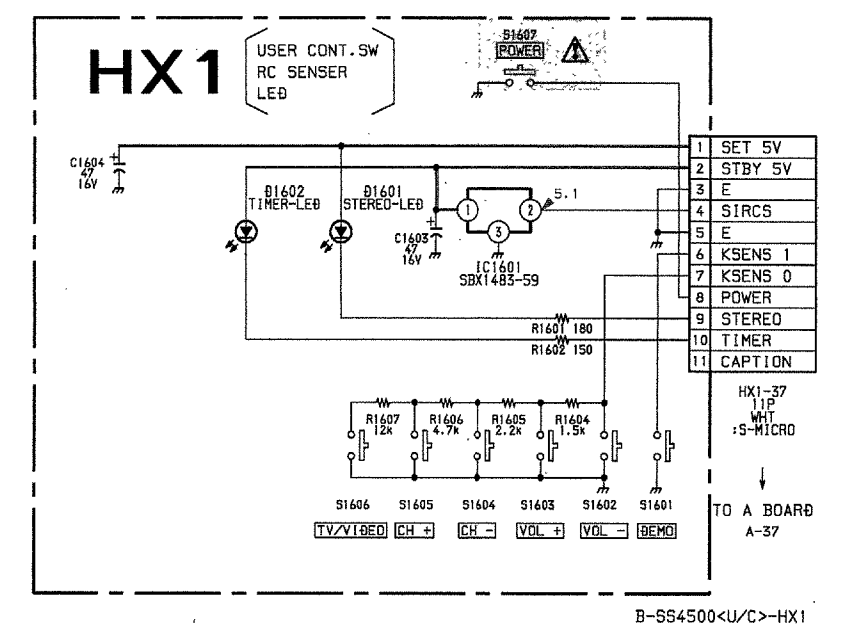 HX1
USER CONT.SW
RC SENSER
LED
S1607
POWER
C1604
47
16V
D1602
TIMER-LED
D1601
STEREO-LED
C1603
47
16V
1
2
3
5.1
IC1601
SBX1483-59
1 SET 5V
2 STBY 5V
3 E
4 SIRCS
5 E
6 KSENS 1
7 KSENS 0
8 POWER
9 STEREO
10 TIMER
11 CAPTION
R1601 180
R1602 150
HX1-37
11P
WHT
:S-MICRO
R1607
12k
R1606
4.7k
R1605
2.2k
R1604
1.5k
S1606 S1605 S1604 S1603 S1602 S1601
TV/VIDEO CH + CH - VOL + VOL - DEMO
TO A BOARD
A-37
B-SS4500<U/C>-HX1